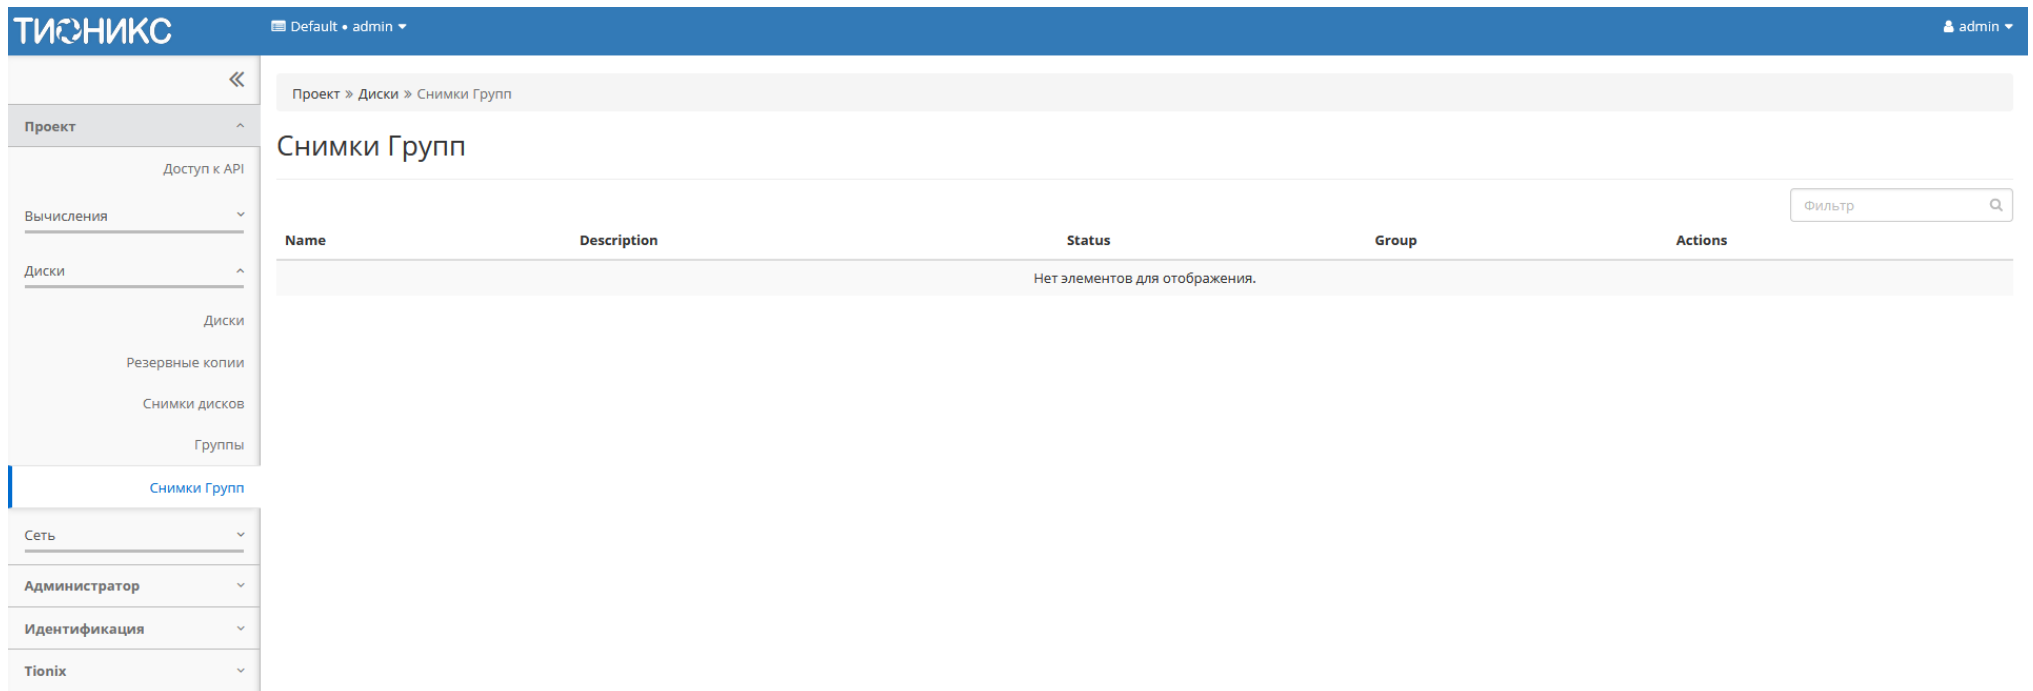 ТИОНИКС
Default • admin
admin
Проект » Диски » Снимки Групп
Проект
Доступ к API
Вычисления
Диски
Диски
Резервные копии
Снимки дисков
Группы
Снимки Групп
Сеть
Администратор
Идентификация
Tionix
Снимки Групп
Фильтр
Name Description Status Group Actions
Нет элементов для отображения.